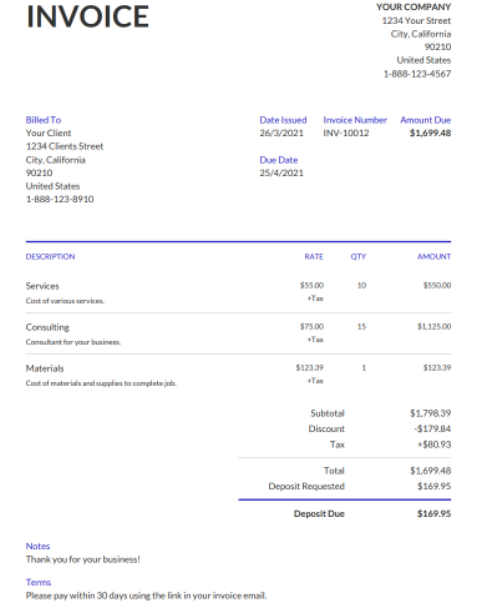 INVOICE
YOUR COMPANY
1234 Your Street
City, California
90210
United States
1-888-123-4567
Billed To
Your Client
1234 Clients Street
City, California
90210
United States
1-888-123-8910
Date Issued
26/3/2021
Due Date
25/4/2021
Invoice Number
INV-10012
Amount Due
$1,699.48
DESCRIPTION RATE QTY AMOUNT
Services $55.00 10 $550.00
Cost of various services. +Tax
Consulting $75.00 15 $1,125.00
Consultant for your business. +Tax
Materials $123.39 1 $123.39
Cost of materials and supplies to complete job. +Tax
Subtotal $1,798.39
Discount -$179.84
Tax +$80.93
Total $1,699.48
Deposit Requested $169.95
Deposit Due $169.95
Notes
Thank you for your business!
Terms
Please pay within 30 days using the link in your invoice email.